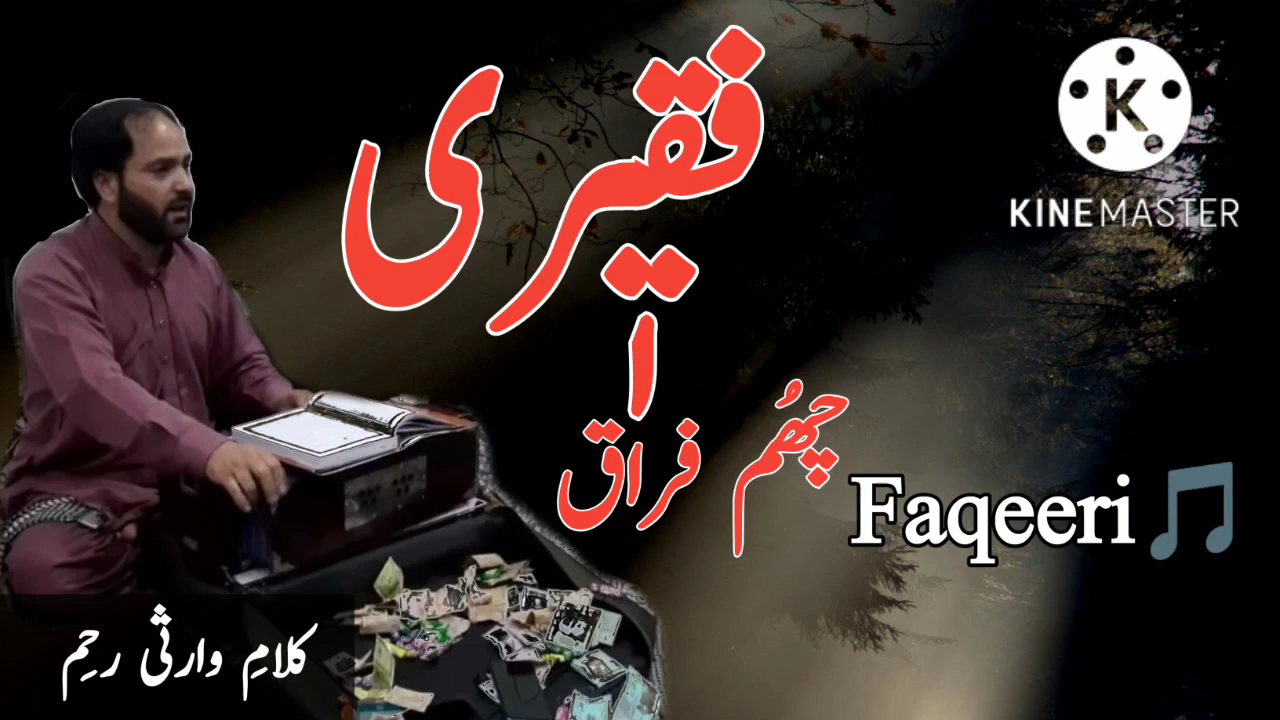 فقیری
ا
چھُم فراق
Faqeeri
کلامِ وارثی رحِم
K
KINEMASTER